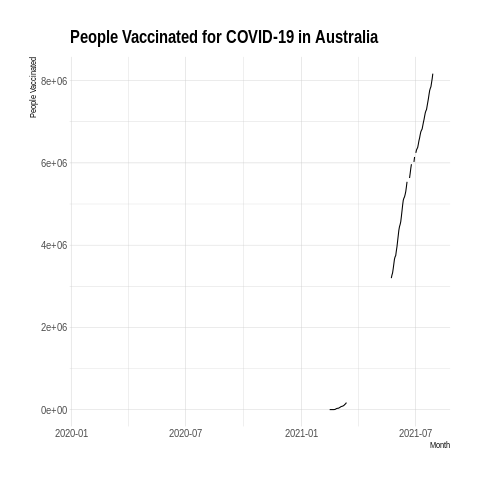 People Vaccinated for COVID-19 in Australia
People Vaccinated
8e+06
6e+06
4e+06
2e+06
0e+00
2020-01 2020-07 2021-01 2021-07
Month